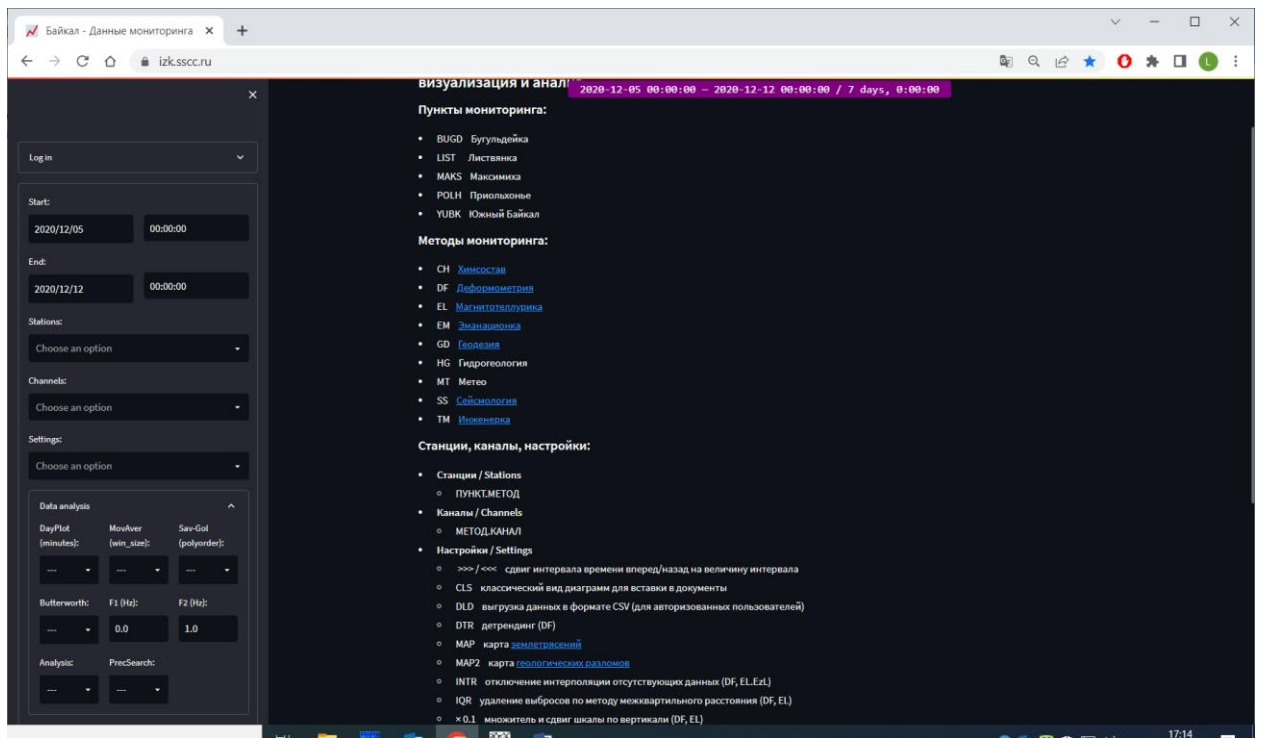 Байкал - Данные мониторинга
izk.sscc.ru
L
Log in
Start:
2020/12/05 00:00:00
End:
2020/12/12 00:00:00
Stations:
Choose an option
Channels:
Choose an option
Settings:
Choose an option
Data analysis
DayPlot (minutes): MovAver (win_size): Sav-Gol (polyorder):
--- --- ---
Butterworth: F1 (Hz): F2 (Hz):
--- 0.0 1.0
Analysis: PrecSearch:
--- ---
визуализация и анализ
2020-12-05 00:00:00 — 2020-12-12 00:00:00 / 7 days, 0:00:00
Пункты мониторинга:
• BUGD Бугульдейка
• LIST Листвянка
• MAKS Максимиха
• POLH Приольхонье
• YUBK Южный Байкал
Методы мониторинга:
• CH Химсостав
• DF Деформометрия
• EL Магнитотеллурика
• EM Эманационка
• GD Геодезия
• HG Гидрогеология
• MT Метео
• SS Сейсмология
• TM Инженерка
Станции, каналы, настройки:
• Станции / Stations
○ ПУНКТ.МЕТОД
• Каналы / Channels
○ МЕТОД.КАНАЛ
• Настройки / Settings
○ >>> / <<< сдвиг интервала времени вперед/назад на величину интервала
○ CLS классический вид диаграмм для вставки в документы
○ DLD выгрузка данных в формате CSV (для авторизованных пользователей)
○ DTR детрендинг (DF)
○ MAP карта землетрясений
○ MAP2 карта геологических разломов
○ INTR отключение интерполяции отсутствующих данных (DF, EL.EzL)
○ IQR удаление выбросов по методу межквартильного расстояния (DF, EL)
○ × 0.1 множитель и сдвиг шкалы по вертикали (DF, EL)
17:14